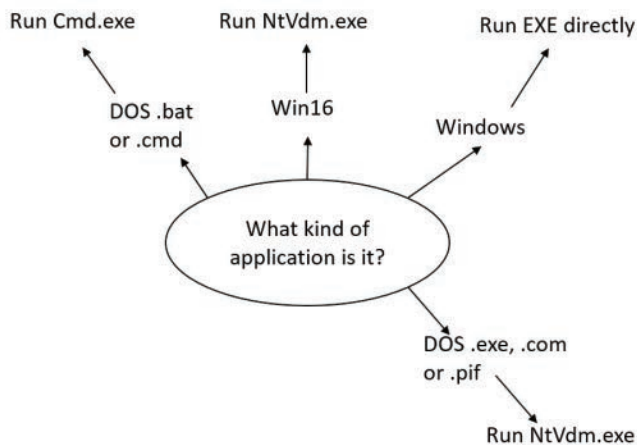 Run Cmd.exe
Run NtVdm.exe
Run EXE directly
DOS .bat
or .cmd
Win16
Windows
What kind of
application is it?
DOS .exe, .com
or .pif
Run NtVdm.exe